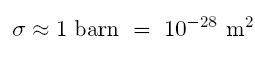 σ ≈ 1 barn = 10⁻²⁸ m²